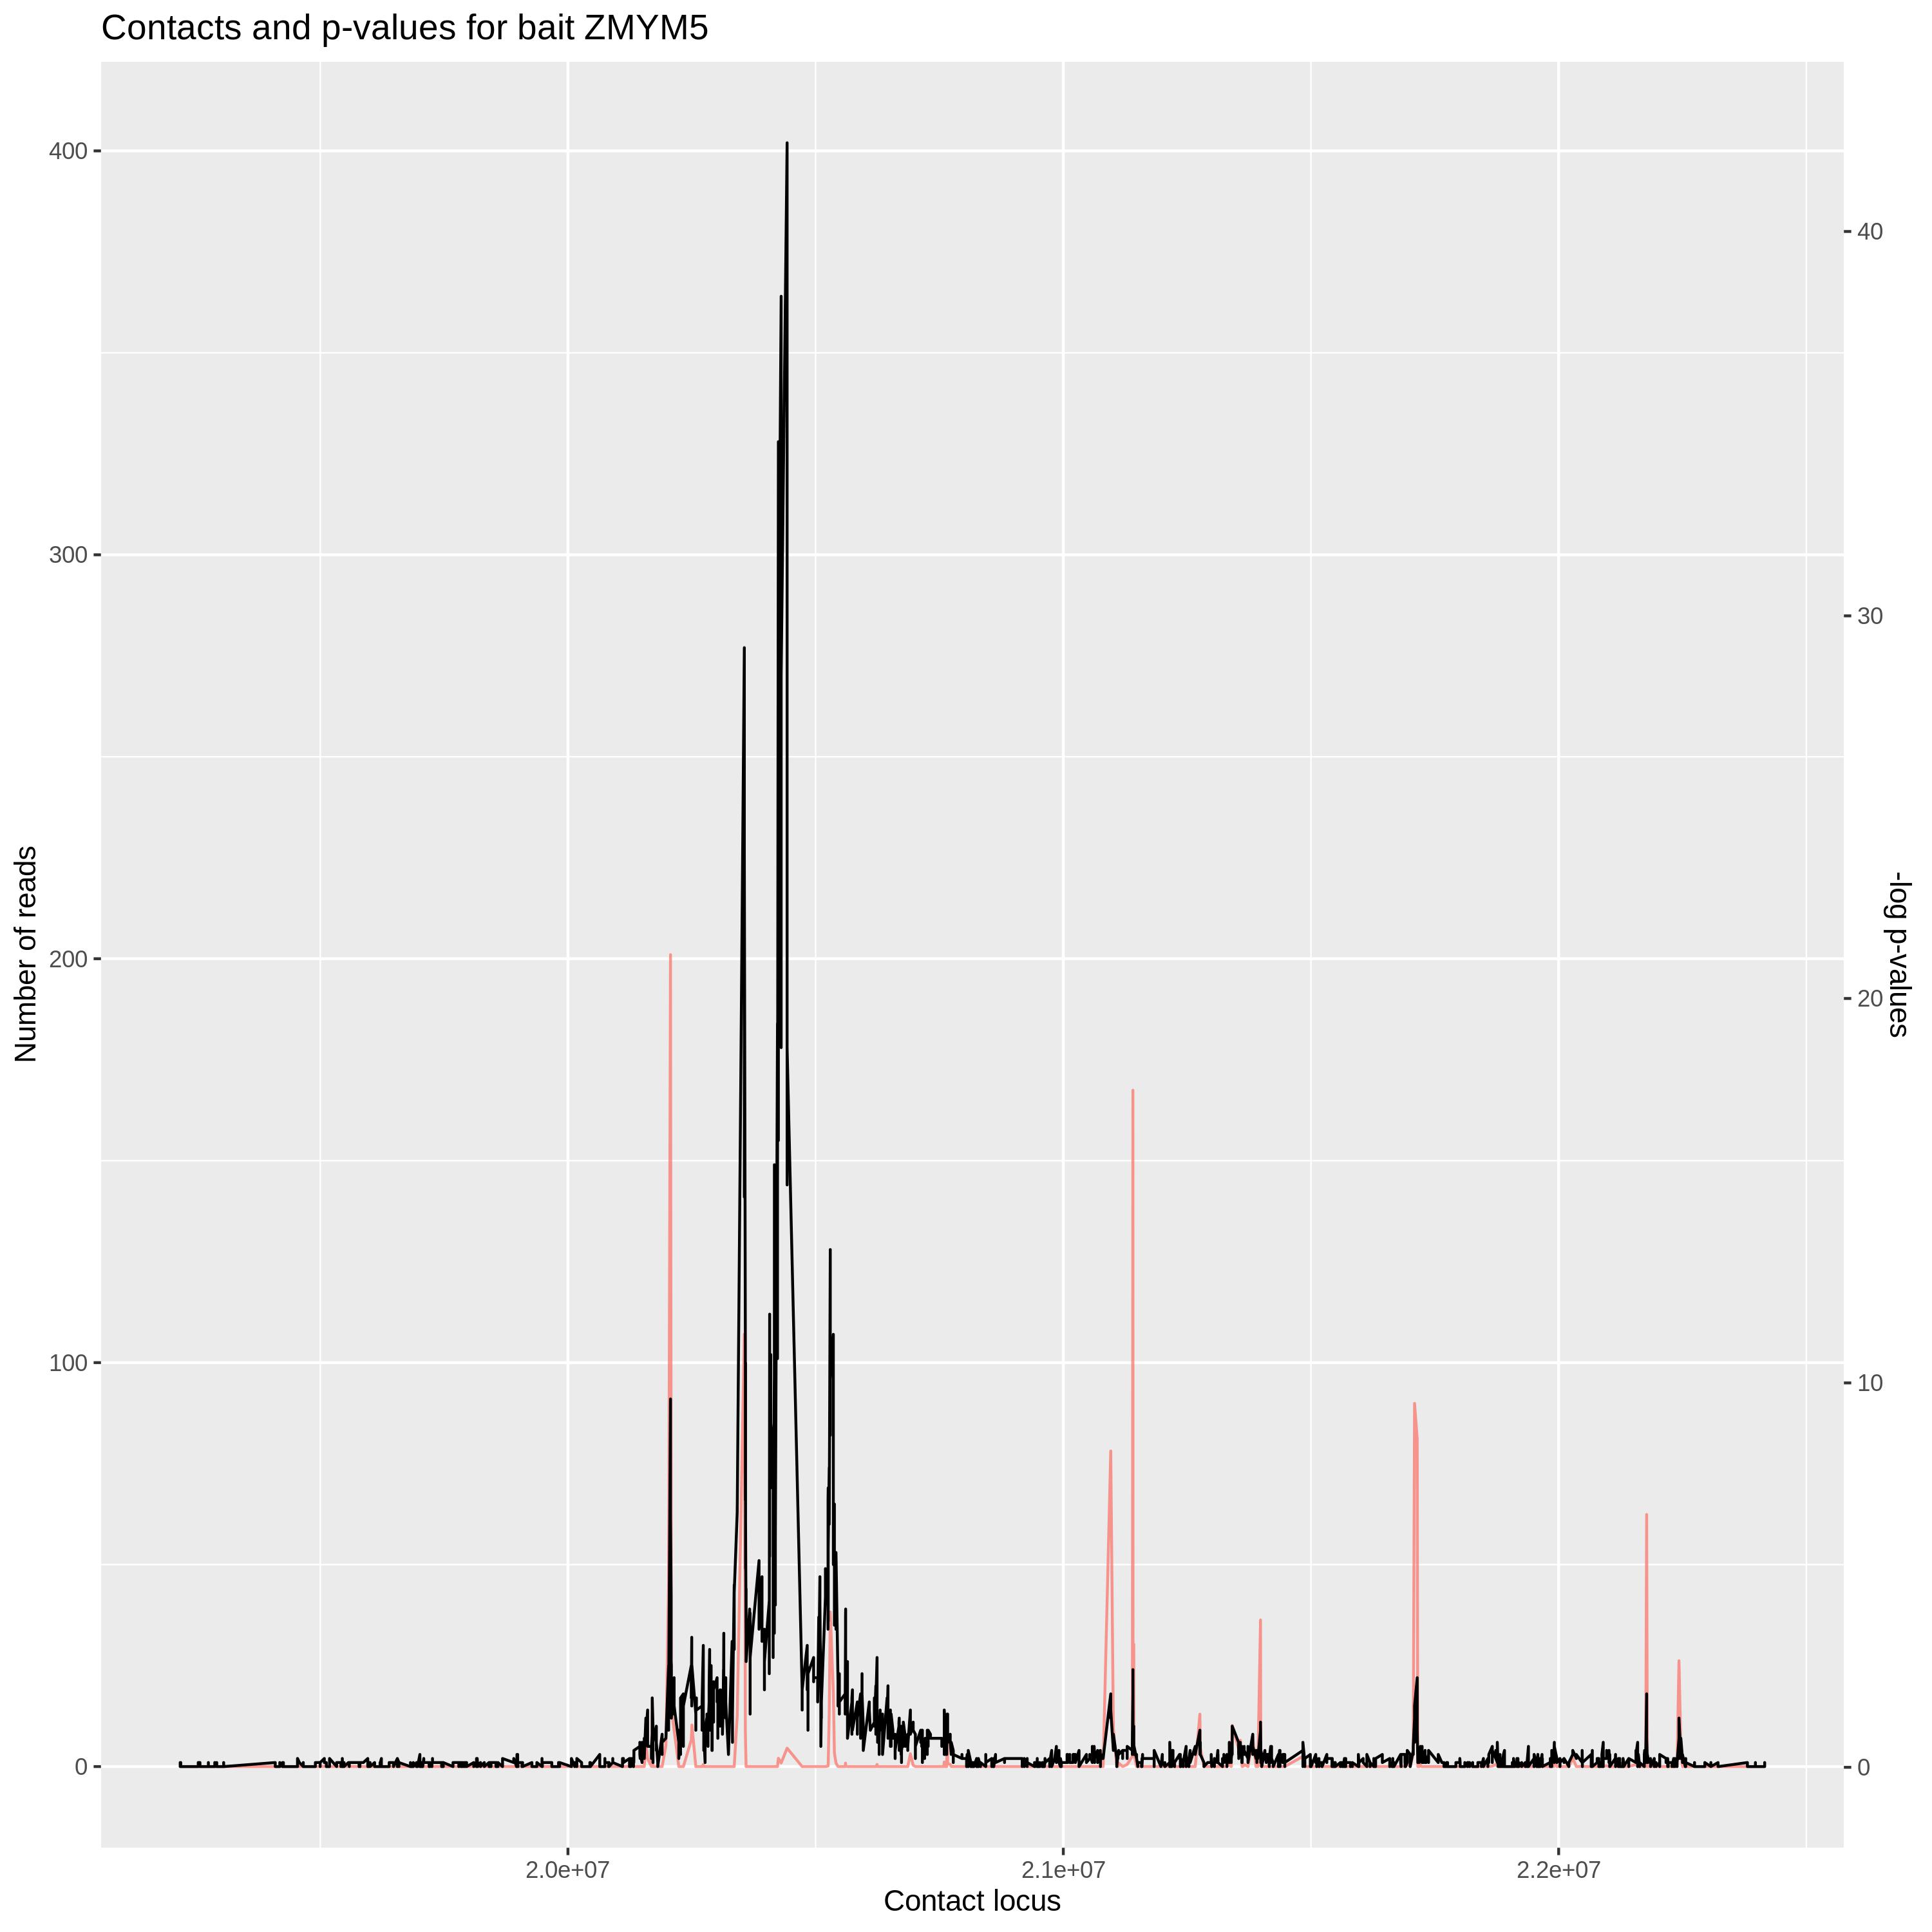 Contacts and p-values for bait ZMYM5
400
300
200
100
0
Number of reads
40
30
20
10
0
-log p-values
2.0e+07
2.1e+07
2.2e+07
Contact locus